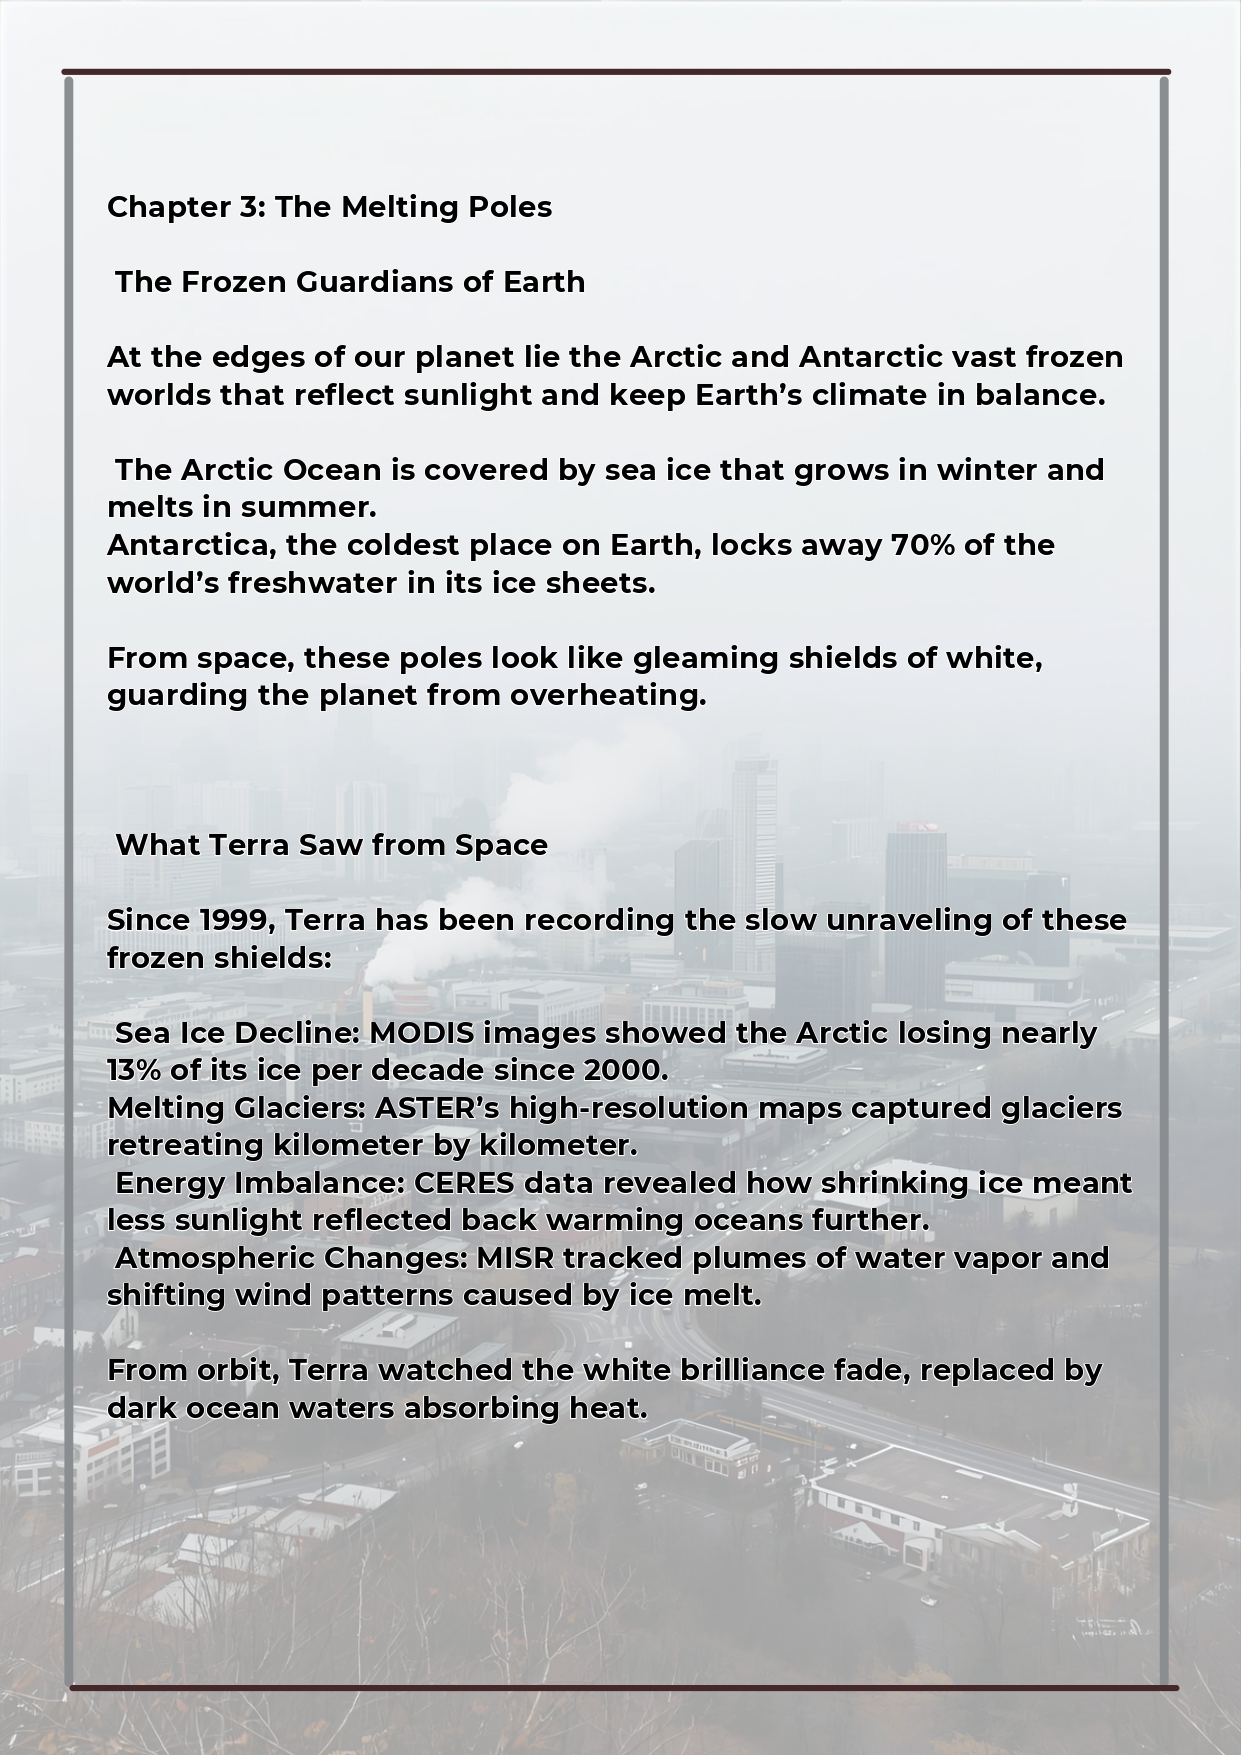 Chapter 3: The Melting Poles
The Frozen Guardians of Earth
At the edges of our planet lie the Arctic and Antarctic vast frozen
worlds that reflect sunlight and keep Earth’s climate in balance.
The Arctic Ocean is covered by sea ice that grows in winter and
melts in summer.
Antarctica, the coldest place on Earth, locks away 70% of the
world’s freshwater in its ice sheets.
From space, these poles look like gleaming shields of white,
guarding the planet from overheating.
What Terra Saw from Space
Since 1999, Terra has been recording the slow unraveling of these
frozen shields:
Sea Ice Decline: MODIS images showed the Arctic losing nearly
13% of its ice per decade since 2000.
Melting Glaciers: ASTER’s high-resolution maps captured glaciers
retreating kilometer by kilometer.
Energy Imbalance: CERES data revealed how shrinking ice meant
less sunlight reflected back warming oceans further.
Atmospheric Changes: MISR tracked plumes of water vapor and
shifting wind patterns caused by ice melt.
From orbit, Terra watched the white brilliance fade, replaced by
dark ocean waters absorbing heat.